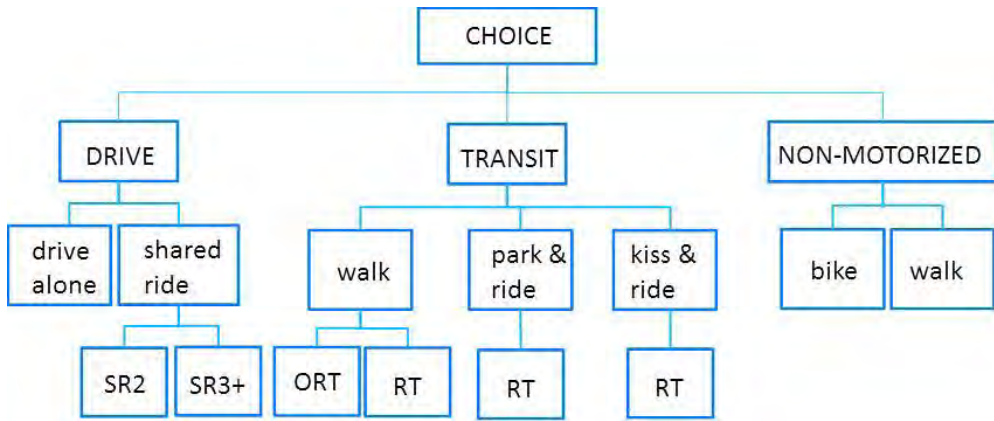 CHOICE
DRIVE
TRANSIT
NON-MOTORIZED
drive
alone
shared
ride
walk
park &
ride
kiss &
ride
bike
walk
SR2
SR3+
ORT
RT
RT
RT